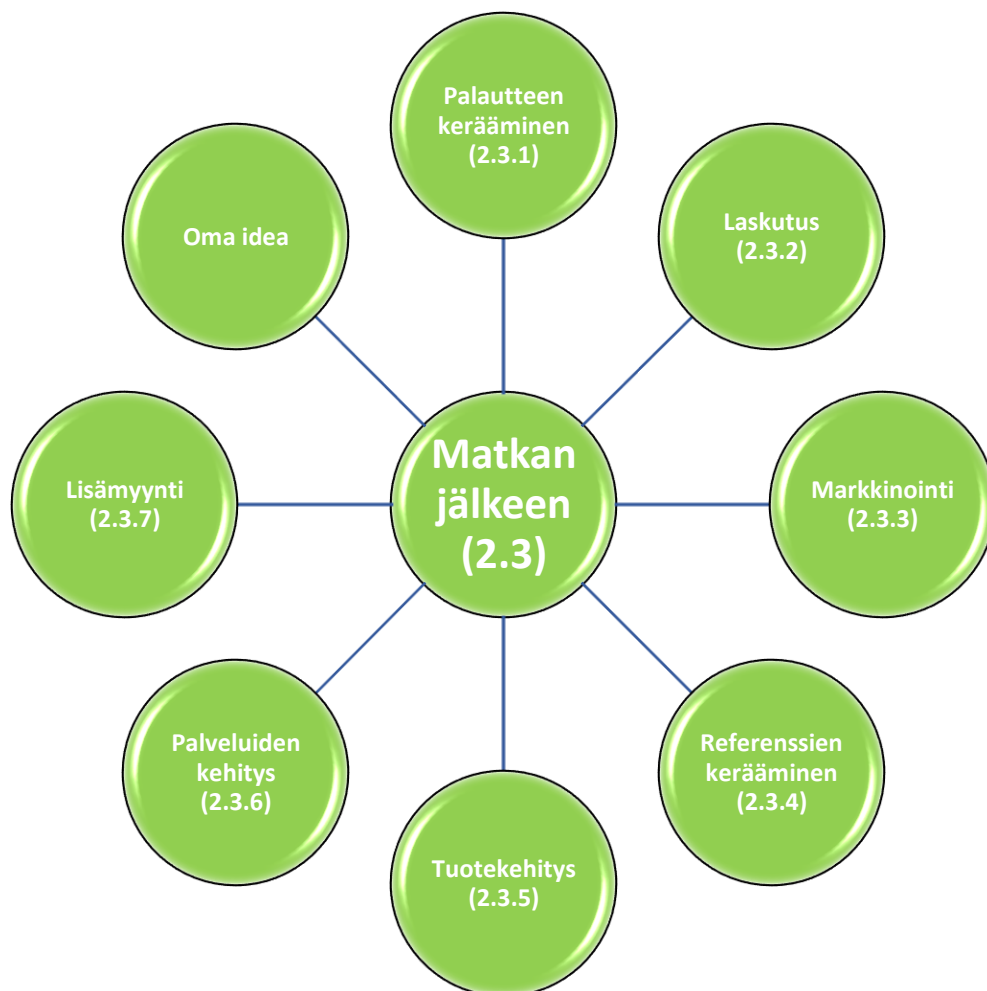 Palautteen
kerääminen
(2.3.1)
Laskutus
(2.3.2)
Markkinointi
(2.3.3)
Referenssien
kerääminen
(2.3.4)
Tuotekehitys
(2.3.5)
Palveluiden
kehitys
(2.3.6)
Lisämyynti
(2.3.7)
Oma idea
Matkan
jälkeen
(2.3)